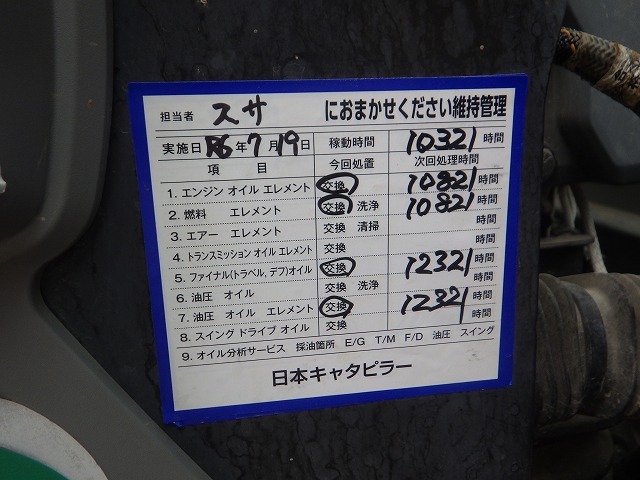 担当者 スサ におまかせください維持管理
実施日 R6年7月19日 稼動時間 10321 時間
項 目 今回処置 次回処理時間
1. エンジン オイル エレメント 交換 10821 時間
2. 燃料 エレメント 交換 洗浄 10821 時間
3. エアー エレメント 交換 清掃 時間
4. トランスミッション オイル エレメント 交換 時間
5. ファイナル(トラベル, デフ)オイル 交換 12321 時間
6. 油圧 オイル 交換 洗浄 時間
7. 油圧 オイル エレメント 交換 12321 時間
8. スイング ドライブ オイル 交換 時間
9. オイル分析サービス 採油箇所 E/G T/M F/D 油圧 スイング
日本キャタピラー